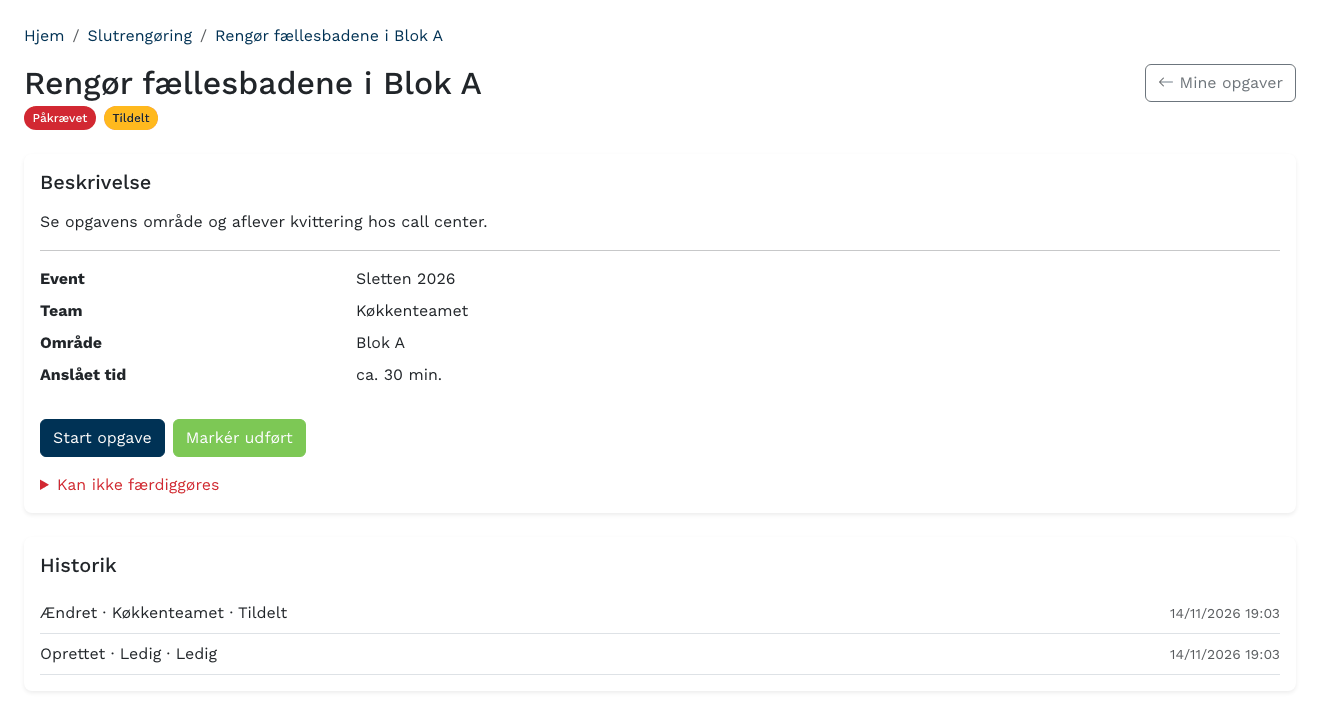 Hjem / Slutrengøring / Rengør fællesbadene i Blok A
Rengør fællesbadene i Blok A
← Mine opgaver
Påkrævet Tildelt
Beskrivelse
Se opgavens område og aflever kvittering hos call center.
Event Sletten 2026
Team Køkkenteamet
Område Blok A
Anslået tid ca. 30 min.
Start opgave Markér udført
Kan ikke færdiggøres
Historik
Ændret · Køkkenteamet · Tildelt 14/11/2026 19:03
Oprettet · Ledig · Ledig 14/11/2026 19:03